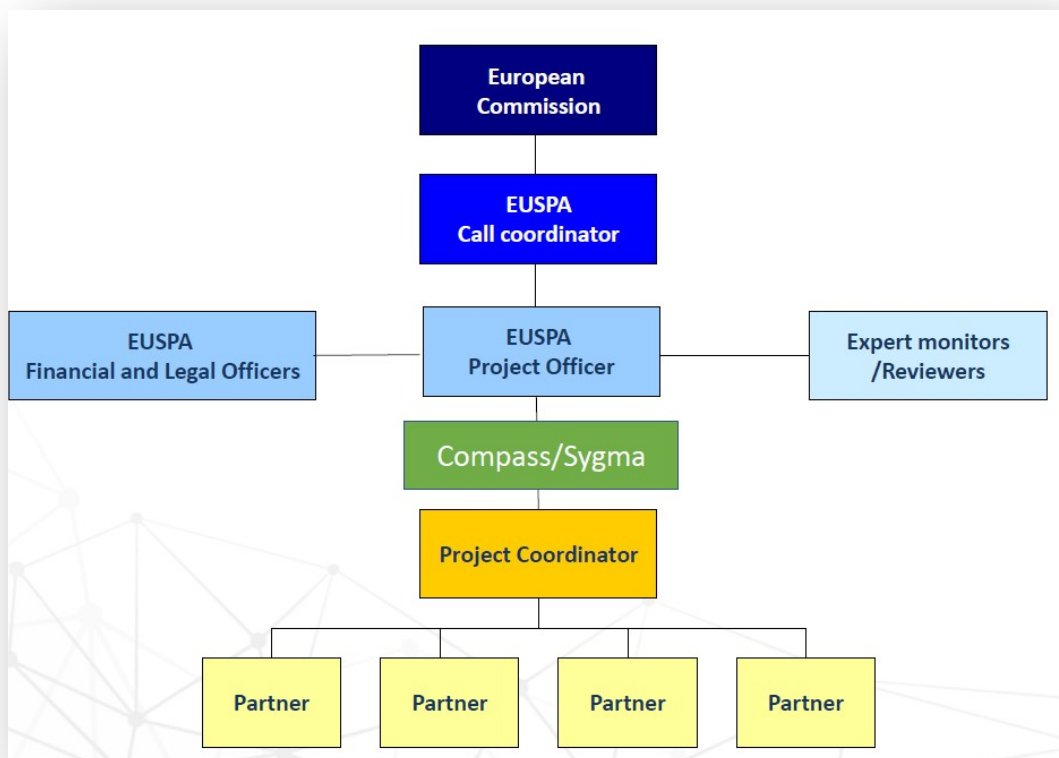 European
Commission
EUSPA
Call coordinator
EUSPA
Financial and Legal Officers
EUSPA
Project Officer
Expert monitors
/Reviewers
Compass/Sygma
Project Coordinator
Partner
Partner
Partner
Partner